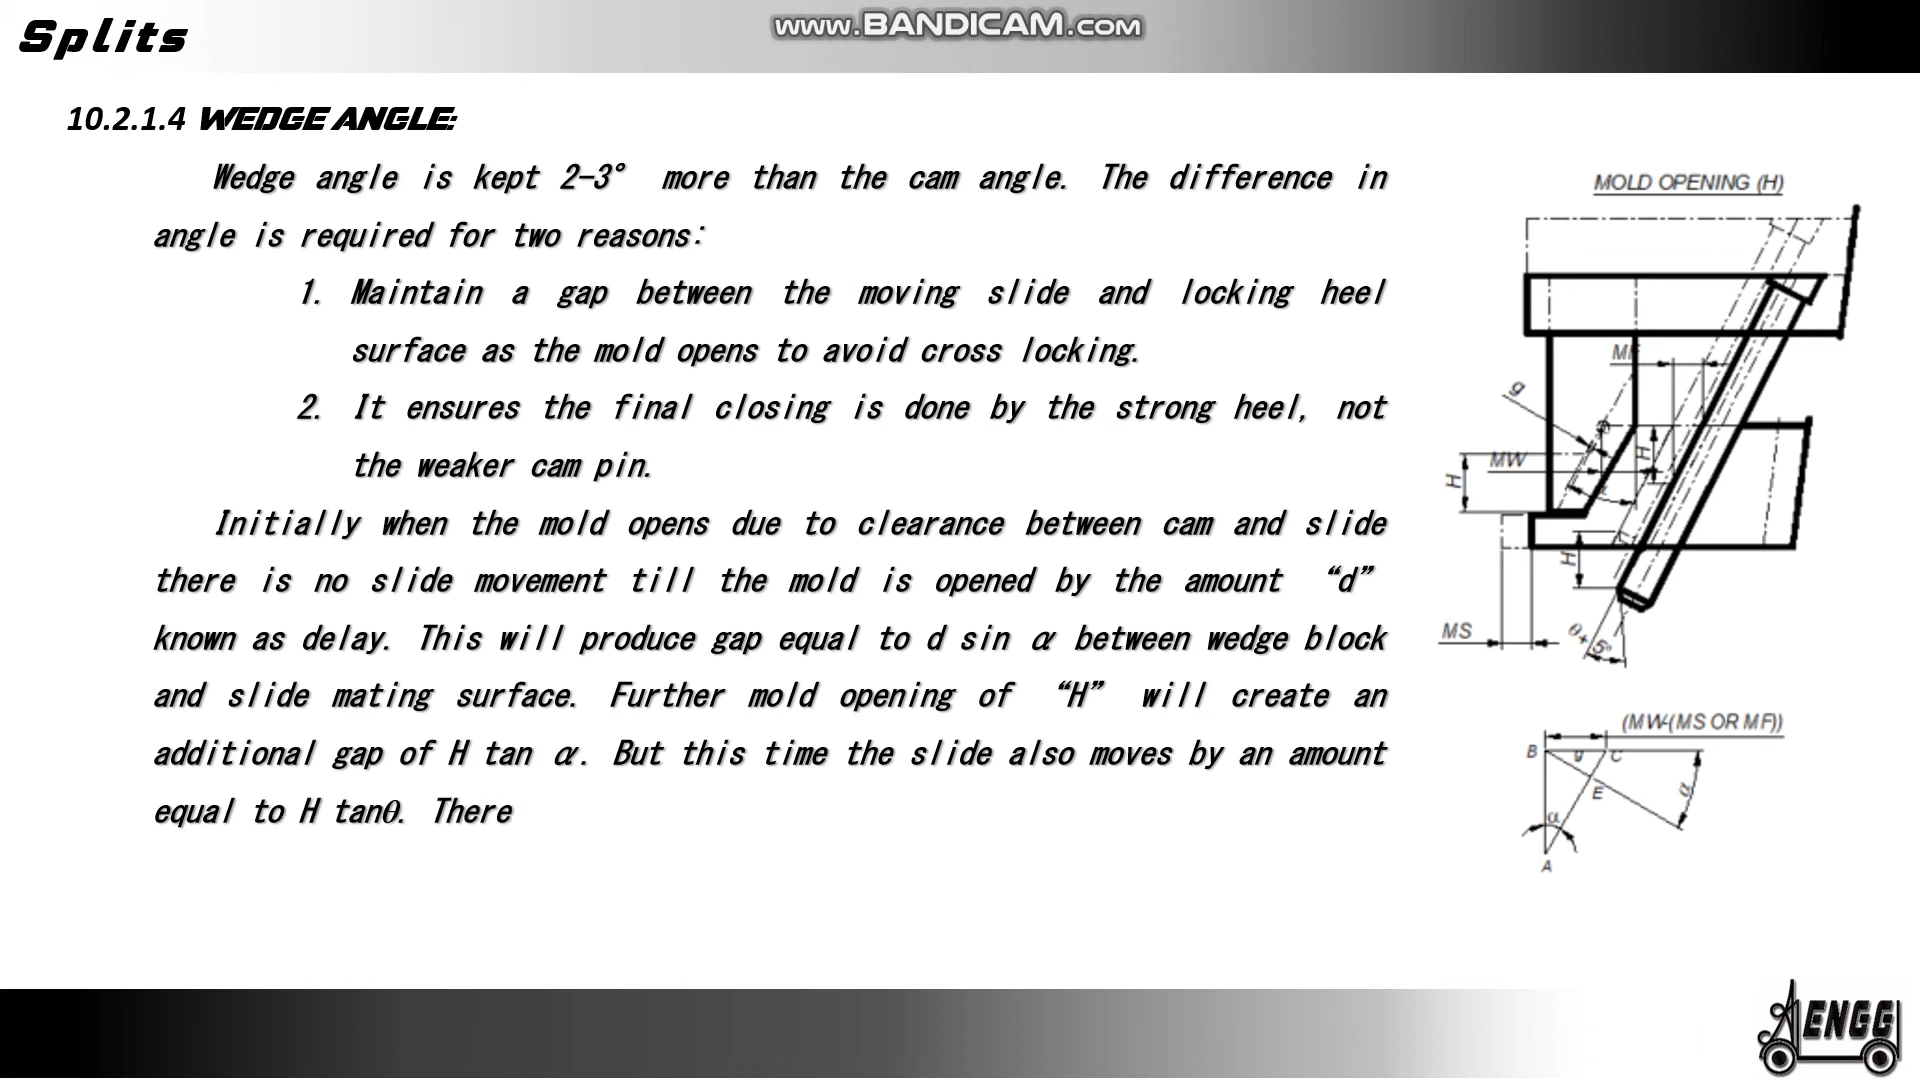 Splits
www.BANDICAM.com
10.2.1.4 WEDGE ANGLE:
Wedge angle is kept 2-3° more than the cam angle. The difference in
angle is required for two reasons:
1. Maintain a gap between the moving slide and locking heel
surface as the mold opens to avoid cross locking.
2. It ensures the final closing is done by the strong heel, not
the weaker cam pin.
Initially when the mold opens due to clearance between cam and slide
there is no slide movement till the mold is opened by the amount “d”
known as delay. This will produce gap equal to d sin α between wedge block
and slide mating surface. Further mold opening of “H” will create an
additional gap of H tan α. But this time the slide also moves by an amount
equal to H tanθ. There
MOLD OPENING (H)
MF
g
MW
H
H
H
MS
θ+.5°
(MW-(MS OR MF))
B
g
C
E
α
α
A
ENGG